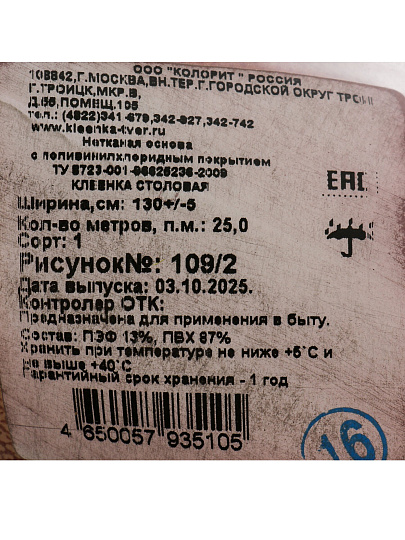 ООО "КОЛОРИТ" РОССИЯ
108842,Г.МОСКВА,ВН.ТЕР.Г.ГОРОДСКОЙ ОКРУГ ТРОИЦК
Г.ТРОИЦК,МКР.В,
Д.55,ПОМЕЩ.105
тел.: (4822)341-679,342-927,342-742
www.kleenka-tver.ru
Нетканая основа
с поливинилхлоридным покрытием
ТУ 8723-001-96625236-2009
КЛЕЕНКА СТОЛОВАЯ
EAC
Ширина,см: 130+/-5
Кол-во метров, п.м.: 25,0
Сорт: 1
Рисунок№: 109/2
Дата выпуска: 03.10.2025.
Контролер ОТК:
Предназначена для применения в быту.
Состав: ПЭФ 13%, ПВХ 87%
Хранить при температуре не ниже +5°С и
не выше +40°С
Гарантийный срок хранения - 1 год
4 650057 935105
16